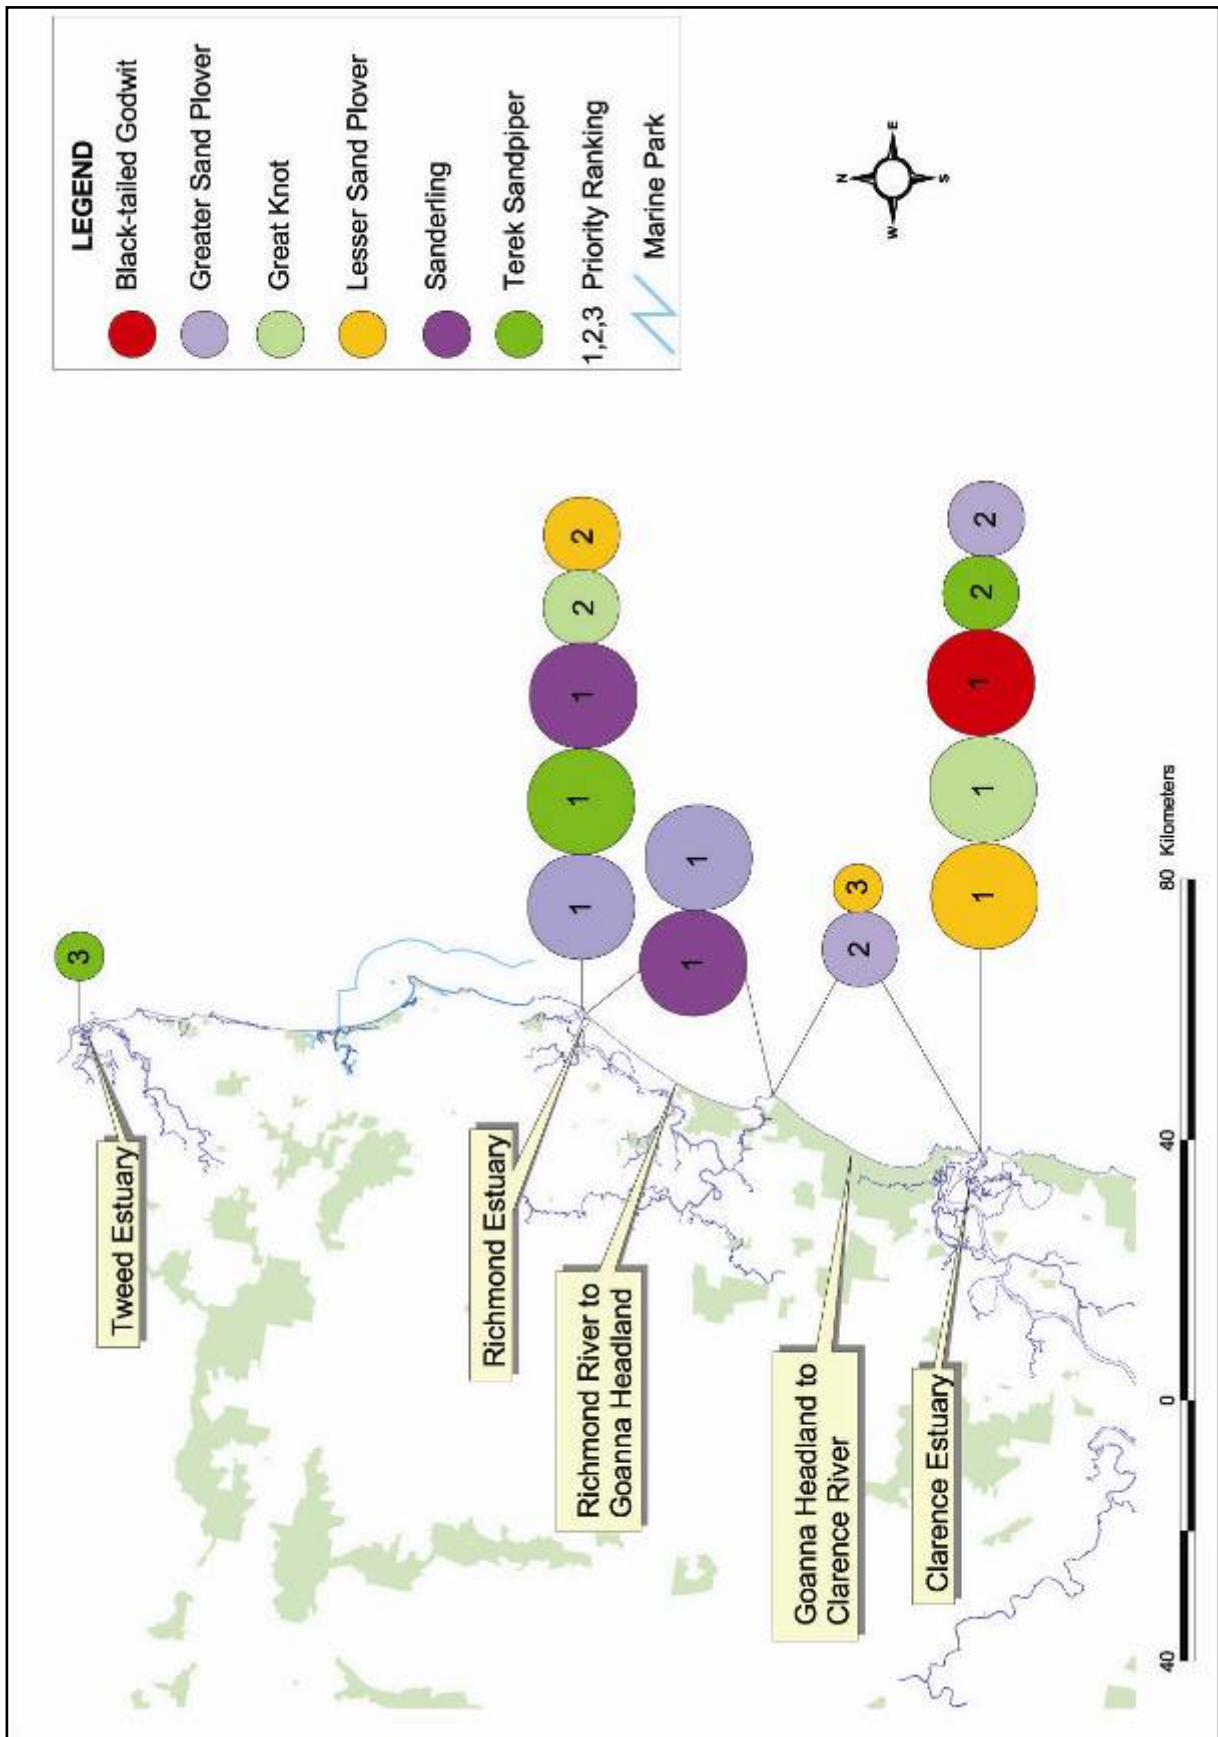 LEGEND
Black-tailed Godwit
Greater Sand Plover
Great Knot
Lesser Sand Plover
Sanderling
Terek Sandpiper
1,2,3 Priority Ranking
Marine Park
N
W
E
S
Tweed Estuary
3
Richmond Estuary
1
1
1
2
2
Richmond River to
Goanna Headland
1
1
Goanna Headland to
Clarence River
2
3
Clarence Estuary
1
1
1
2
2
40
0
40
80 Kilometers